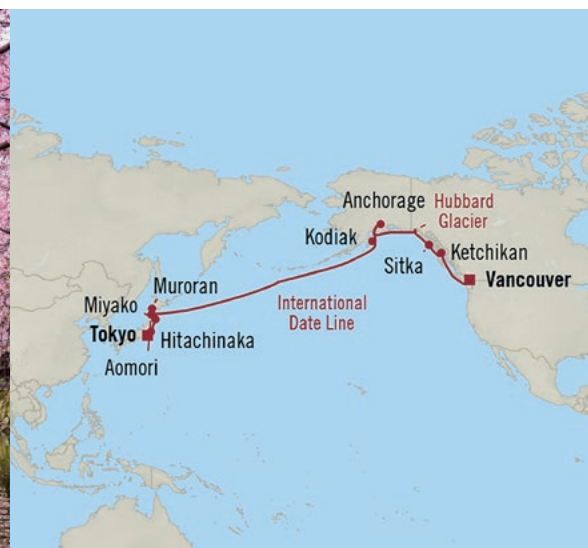 Anchorage
Hubbard
Glacier
Kodiak
Sitka
Ketchikan
Vancouver
Muroran
Miyako
International
Date Line
Tokyo
Hitachinaka
Aomori